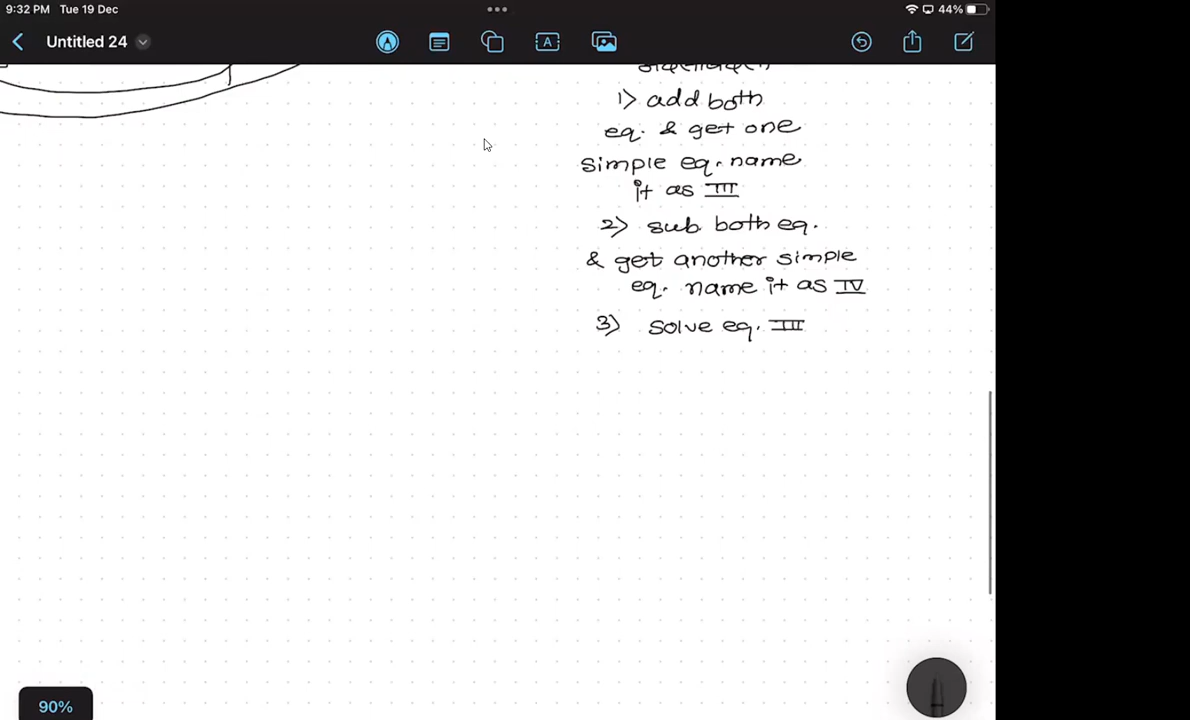 9:32 PM Tue 19 Dec
44%
Untitled 24
A
1) add both
eq. & get one
simple eq. name
it as III
2) sub both eq.
& get another simple
eq. name it as IV
3) solve eq. III
90%